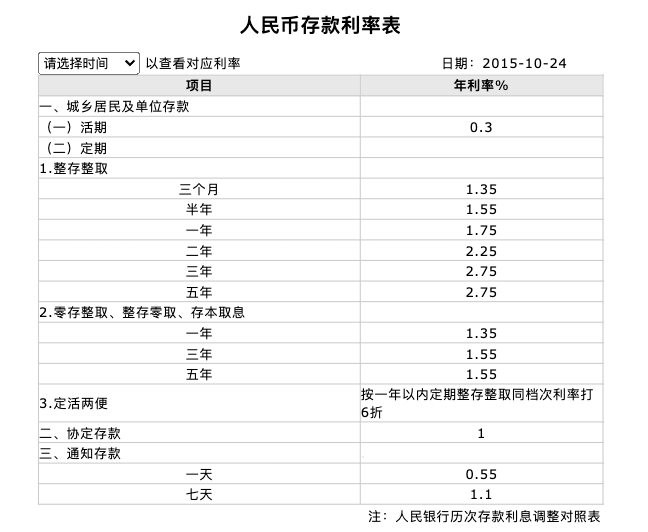 人民币存款利率表
请选择时间 以查看对应利率 日期：2015-10-24
项目 年利率%
一、城乡居民及单位存款
（一）活期 0.3
（二）定期
1.整存整取
三个月 1.35
半年 1.55
一年 1.75
二年 2.25
三年 2.75
五年 2.75
2.零存整取、整存零取、存本取息
一年 1.35
三年 1.55
五年 1.55
3.定活两便 按一年以内定期整存整取同档次利率打
6折
二、协定存款 1
三、通知存款
一天 0.55
七天 1.1
注：人民银行历次存款利息调整对照表